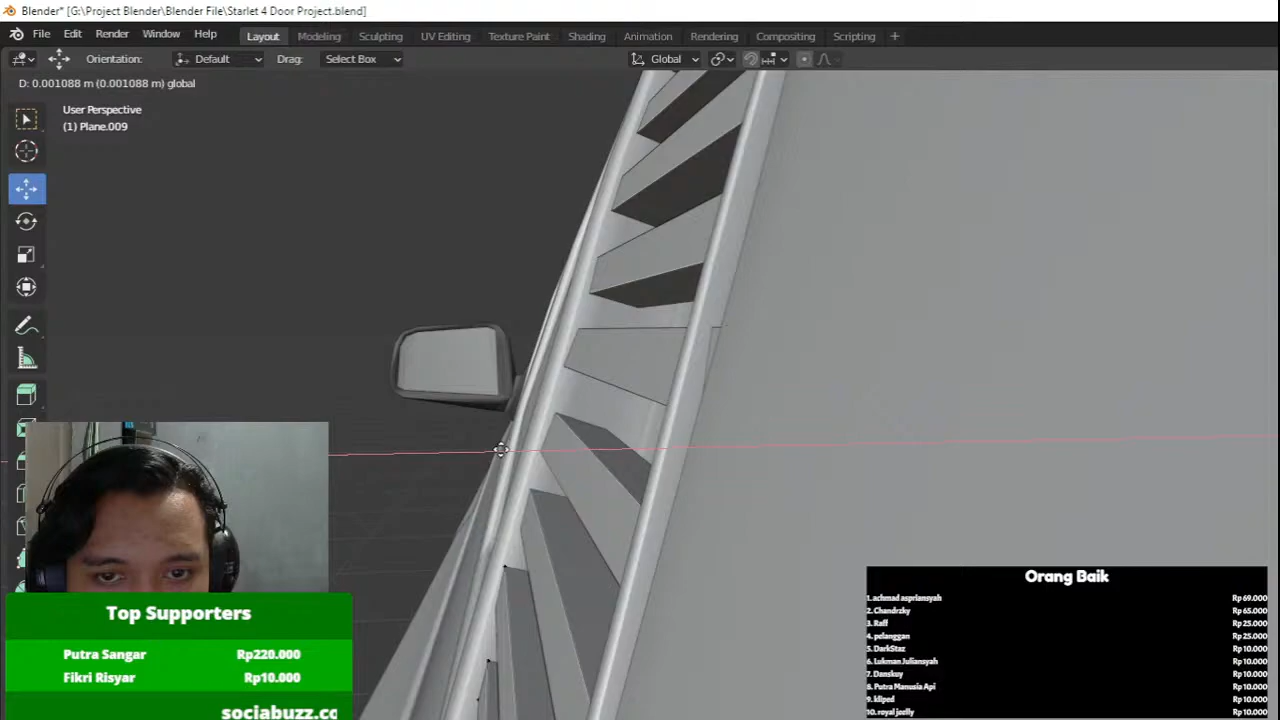 Blender* [G:\Project Blender\Blender File\Starlet 4 Door Project.blend]
File Edit Render Window Help Layout Modeling Sculpting UV Editing Texture Paint Shading Animation Rendering Compositing Scripting +
Orientation: Default Drag: Select Box Global
D: 0.001088 m (0.001088 m) global
User Perspective
(1) Plane.009
Top Supporters
Putra Sangar Rp220.000
Fikri Risyar Rp10.000
sociabuzz.co
Orang Baik
1. achmad aspriansyah Rp 69.000
2. Chandrzky Rp 65.000
3. Raff Rp 25.000
4. pelanggan Rp 25.000
5. DarkStaz Rp 10.000
6. Lukman Juliansyah Rp 10.000
7. Danskuy Rp 10.000
8. Putra Manusia Api Rp 10.000
9. kliped Rp 10.000
10. royal jeelly Rp 10.000